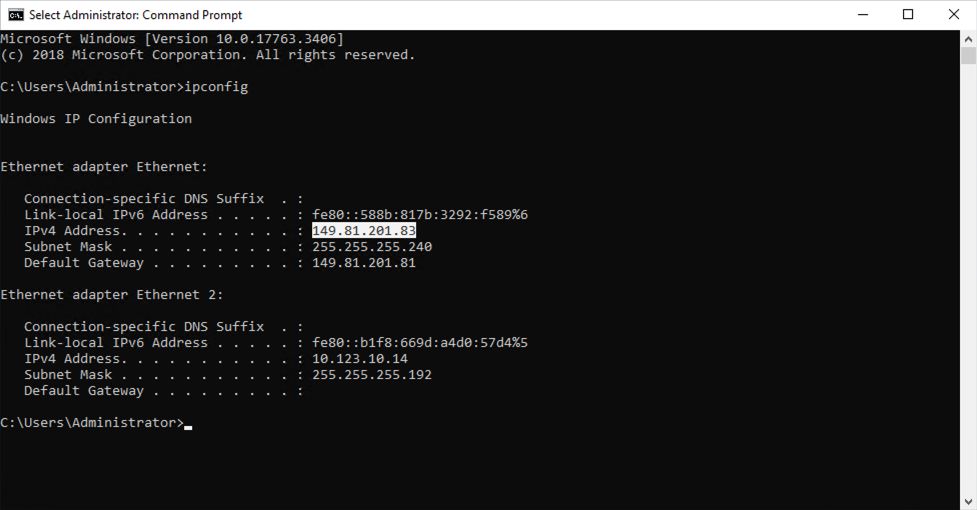 Select Administrator: Command Prompt
Microsoft Windows [Version 10.0.17763.3406]
(c) 2018 Microsoft Corporation. All rights reserved.
C:\Users\Administrator>ipconfig
Windows IP Configuration
Ethernet adapter Ethernet:
Connection-specific DNS Suffix  . :
Link-local IPv6 Address . . . . . : fe80::588b:817b:3292:f589%6
IPv4 Address. . . . . . . . . . . : 149.81.201.83
Subnet Mask . . . . . . . . . . . : 255.255.255.240
Default Gateway . . . . . . . . . : 149.81.201.81
Ethernet adapter Ethernet 2:
Connection-specific DNS Suffix  . :
Link-local IPv6 Address . . . . . : fe80::b1f8:669d:a4d0:57d4%5
IPv4 Address. . . . . . . . . . . : 10.123.10.14
Subnet Mask . . . . . . . . . . . : 255.255.255.192
Default Gateway . . . . . . . . . :
C:\Users\Administrator>